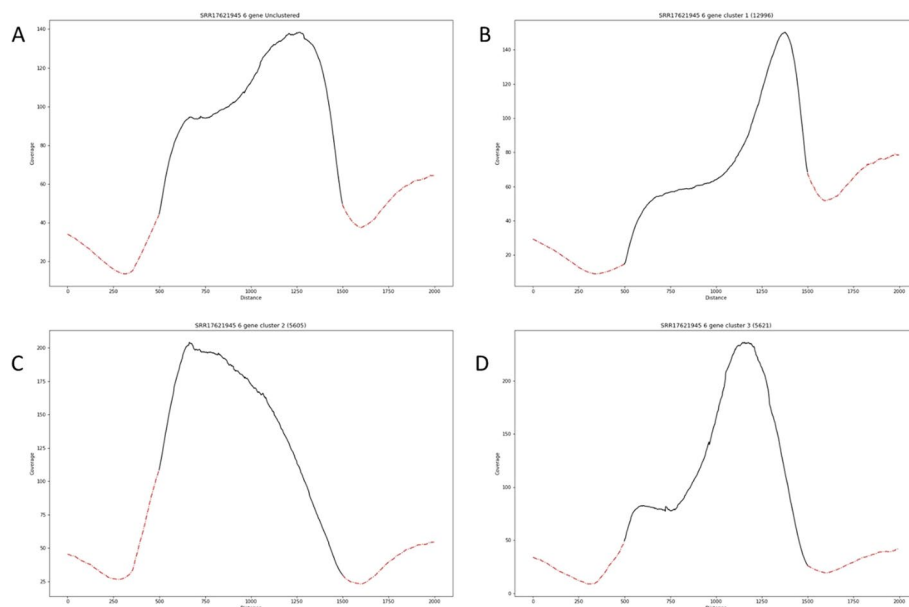 A
SRR17621945 6 gene Unclustered
Coverage
140
120
100
80
60
40
20
0 250 500 750 1000 1250 1500 1750 2000
Distance
B
SRR17621945 6 gene cluster 1 (12996)
Coverage
140
120
100
80
60
40
20
0 250 500 750 1000 1250 1500 1750 2000
Distance
C
SRR17621945 6 gene cluster 2 (5605)
Coverage
200
175
150
125
100
75
50
25
0 250 500 750 1000 1250 1500 1750 2000
Distance
D
SRR17621945 6 gene cluster 3 (5621)
Coverage
200
150
100
50
0
0 250 500 750 1000 1250 1500 1750 2000
Distance